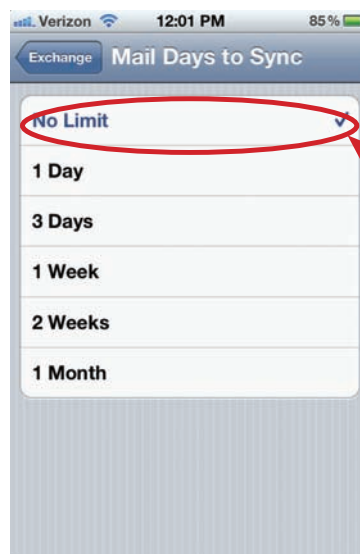 Verizon 12:01 PM 85%
Exchange Mail Days to Sync
No Limit
1 Day
3 Days
1 Week
2 Weeks
1 Month